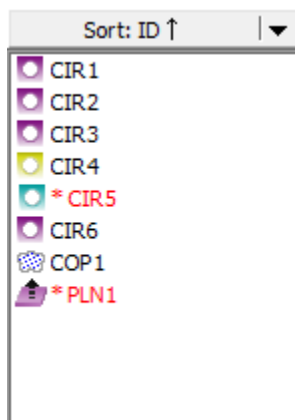 Sort: ID ↑
CIR1
CIR2
CIR3
CIR4
* CIR5
CIR6
COP1
* PLN1